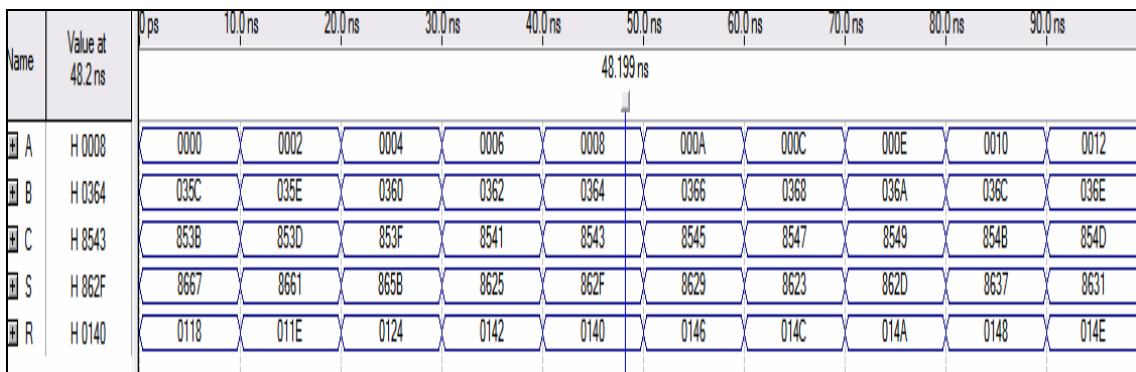 0 ps 10.0 ns 20.0 ns 30.0 ns 40.0 ns 50.0 ns 60.0 ns 70.0 ns 80.0 ns 90.0 ns
Name Value at
48.2 ns
48.199 ns
A H 0008 0000 0002 0004 0006 0008 000A 000C 000E 0010 0012
B H 0364 035C 035E 0360 0362 0364 0366 0368 036A 036C 036E
C H 8543 853B 853D 853F 8541 8543 8545 8547 8549 854B 854D
S H 862F 8667 8661 865B 8625 862F 8629 8623 862D 8637 8631
R H 0140 0118 011E 0124 0142 0140 0146 014C 014A 0148 014E